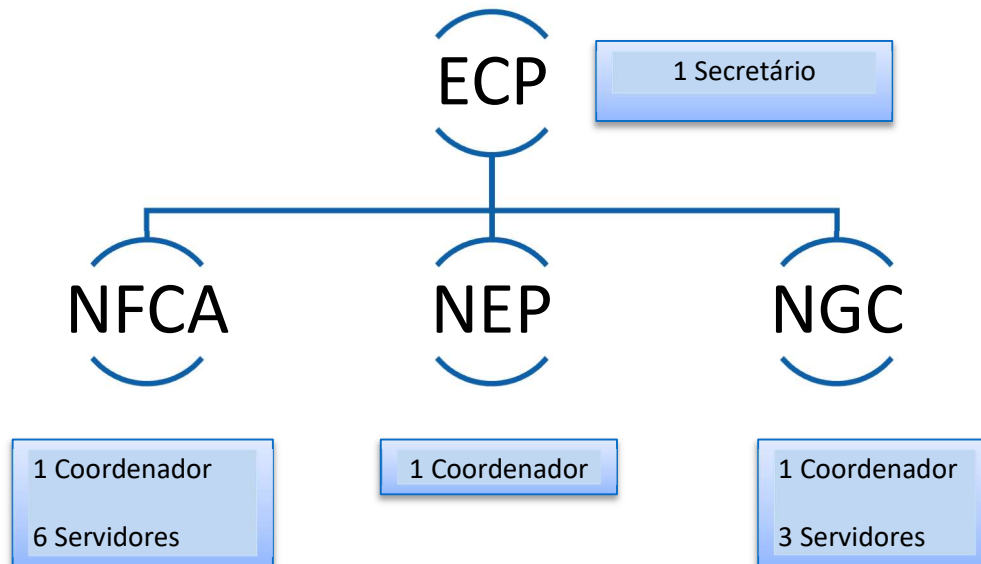 ECP
1 Secretário
NFCA
NEP
NGC
1 Coordenador
6 Servidores
1 Coordenador
1 Coordenador
3 Servidores